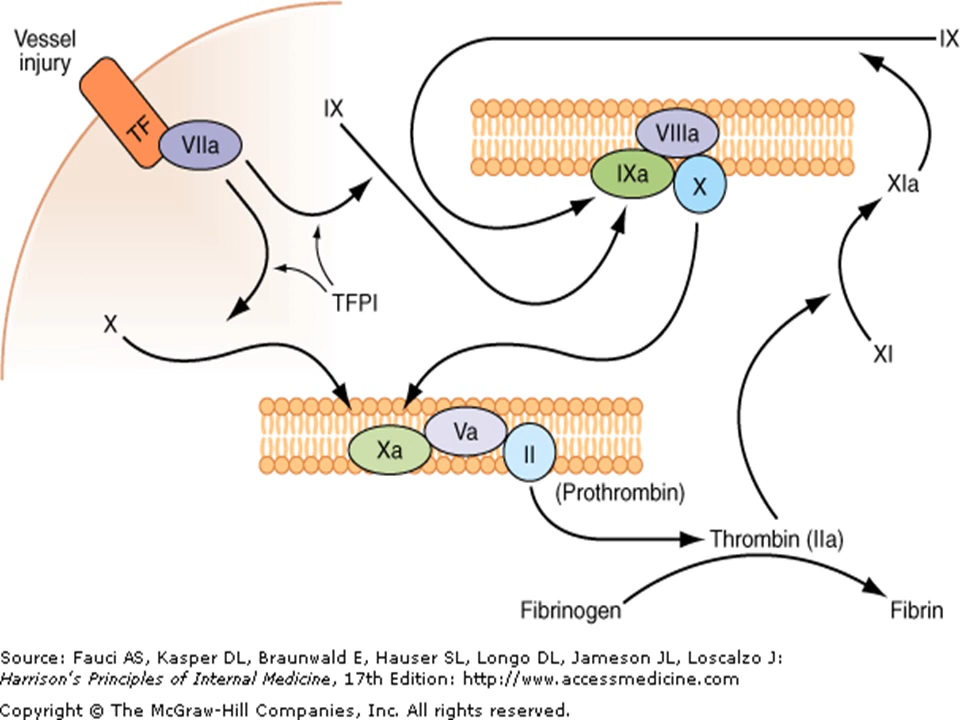 Vessel
injury
TF
VIIa
IX
IX
VIIIa
IXa
X
XIa
TFPI
X
XI
Xa
Va
II
(Prothrombin)
Thrombin (IIa)
Fibrinogen
Fibrin
Source: Fauci AS, Kasper DL, Braunwald E, Hauser SL, Longo DL, Jameson JL, Loscalzo J:
Harrison's Principles of Internal Medicine, 17th Edition: http://www.accessmedicine.com
Copyright © The McGraw-Hill Companies, Inc. All rights reserved.